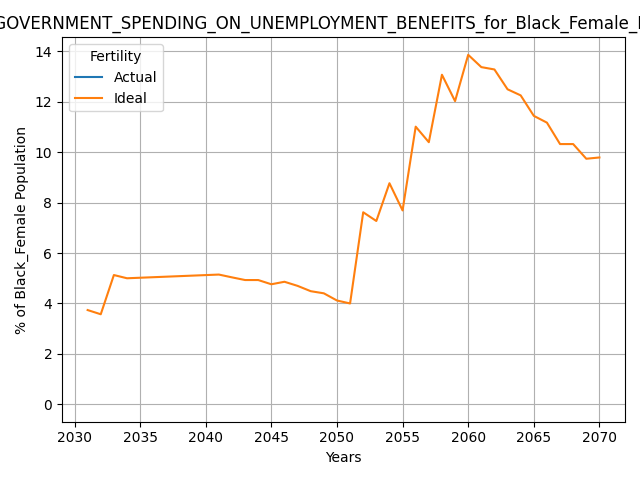 GOVERNMENT_SPENDING_ON_UNEMPLOYMENT_BENEFITS_for_Black_Female_
Fertility
Actual
Ideal
% of Black_Female Population
14
12
10
8
6
4
2
0
2030 2035 2040 2045 2050 2055 2060 2065 2070
Years